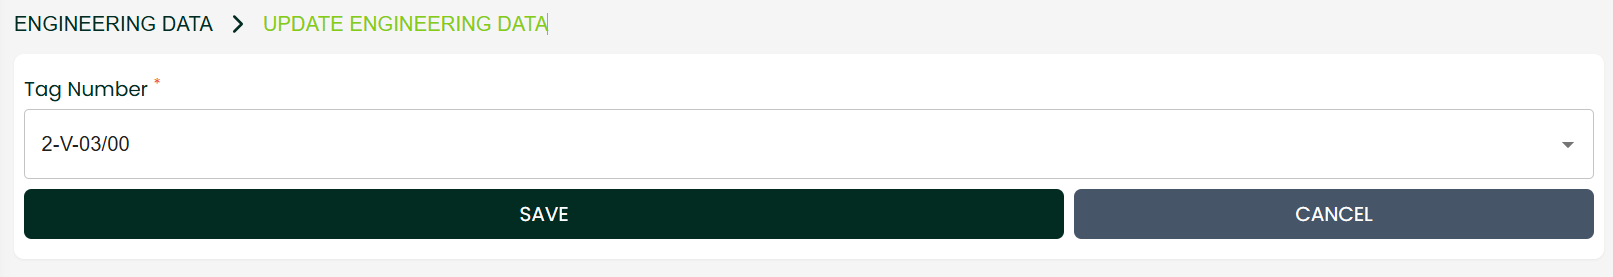 ENGINEERING DATA > UPDATE ENGINEERING DATA
Tag Number *
2-V-03/00
SAVE CANCEL